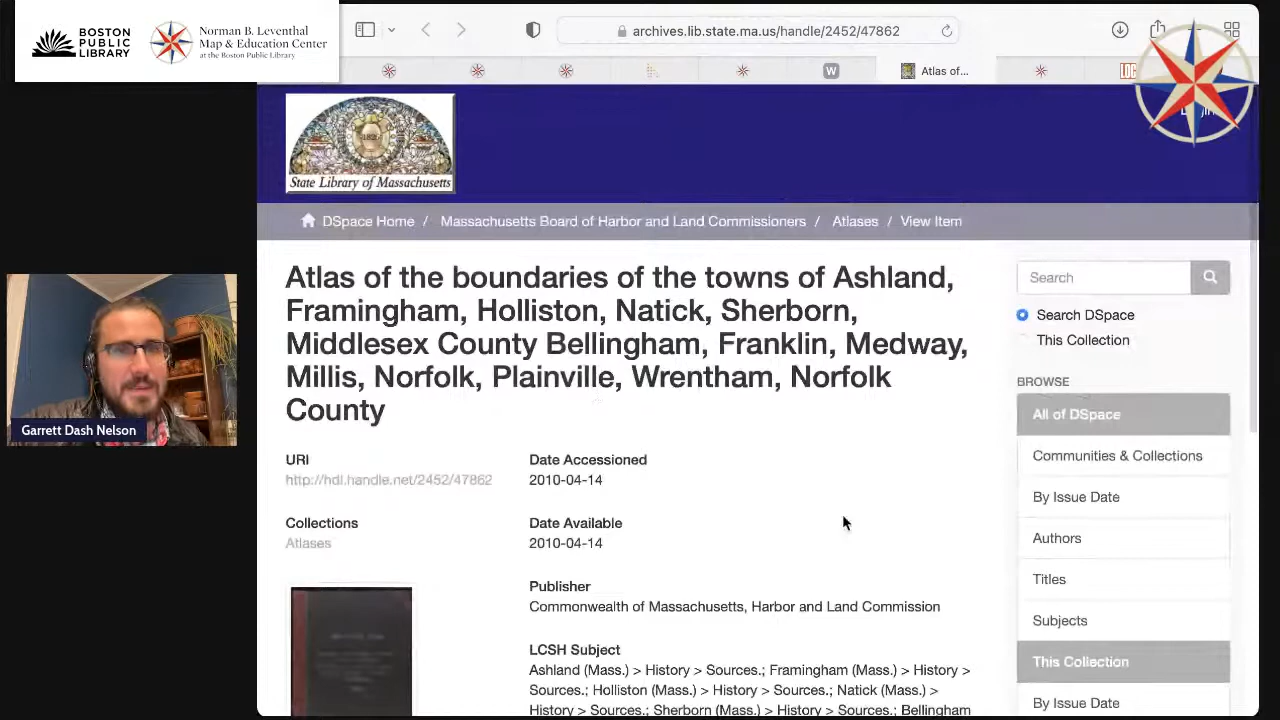 BOSTON
PUBLIC
LIBRARY
Norman B. Leventhal
Map & Education Center
at the Boston Public Library
archives.lib.state.ma.us/handle/2452/47862
W
Atlas of...
LOC
1820
State Library of Massachusetts
DSpace Home / Massachusetts Board of Harbor and Land Commissioners / Atlases / View Item
Atlas of the boundaries of the towns of Ashland,
Framingham, Holliston, Natick, Sherborn,
Middlesex County Bellingham, Franklin, Medway,
Millis, Norfolk, Plainville, Wrentham, Norfolk
County
URI
http://hdl.handle.net/2452/47862
Collections
Atlases
Date Accessioned
2010-04-14
Date Available
2010-04-14
Publisher
Commonwealth of Massachusetts, Harbor and Land Commission
LCSH Subject
Ashland (Mass.) > History > Sources.; Framingham (Mass.) > History >
Sources.; Holliston (Mass.) > History > Sources.; Natick (Mass.) >
History > Sources.; Sherborn (Mass.) > History > Sources.; Bellingham
Search
Search DSpace
This Collection
BROWSE
All of DSpace
Communities & Collections
By Issue Date
Authors
Titles
Subjects
This Collection
By Issue Date
Garrett Dash Nelson